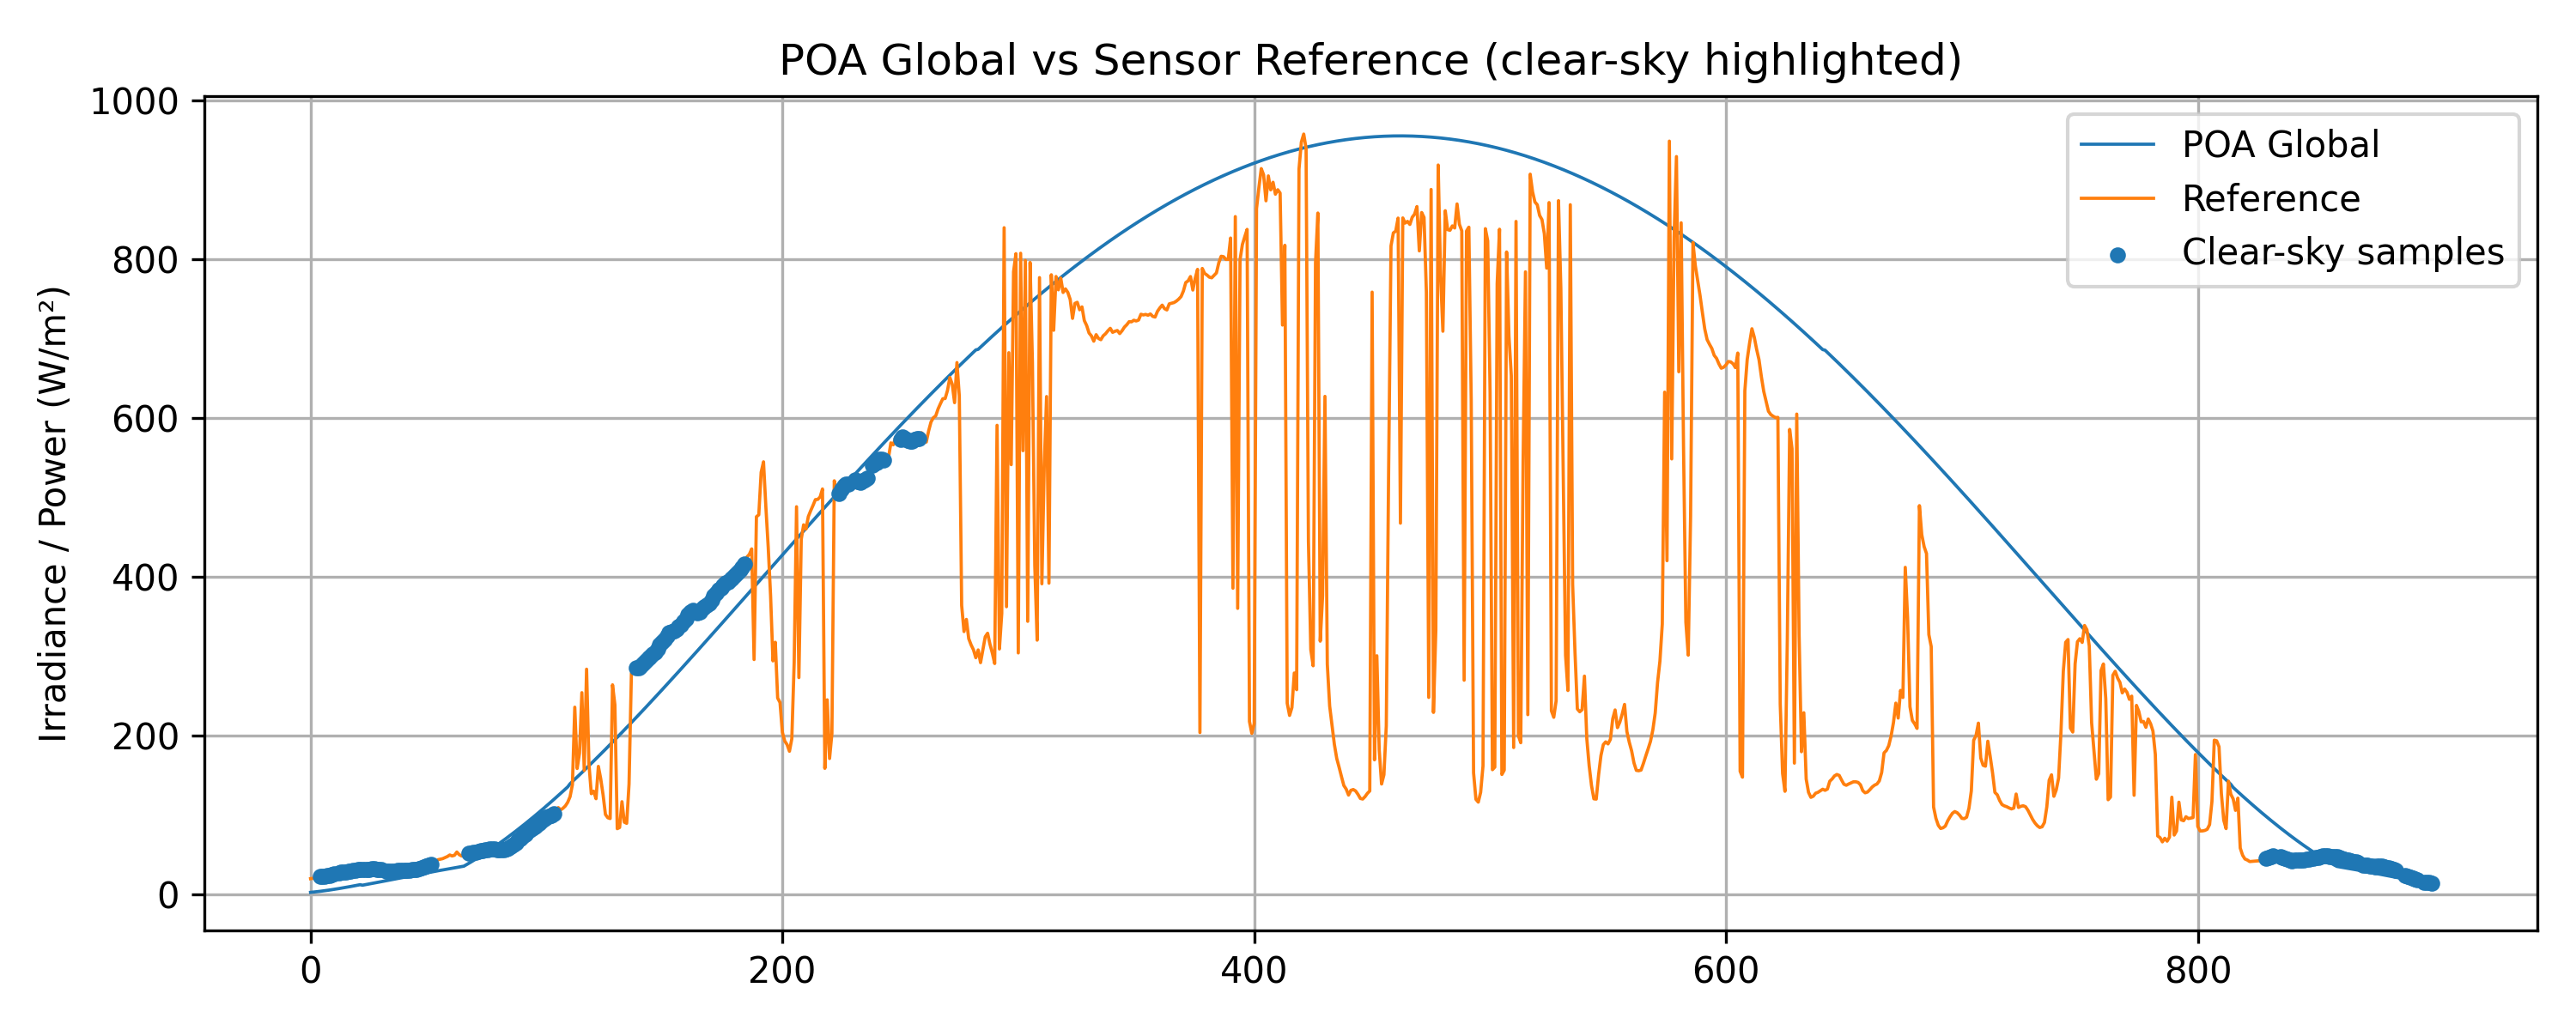 POA Global vs Sensor Reference (clear-sky highlighted)
Irradiance / Power (W/m²)
1000
800
600
400
200
0
0 200 400 600 800
POA Global
Reference
Clear-sky samples